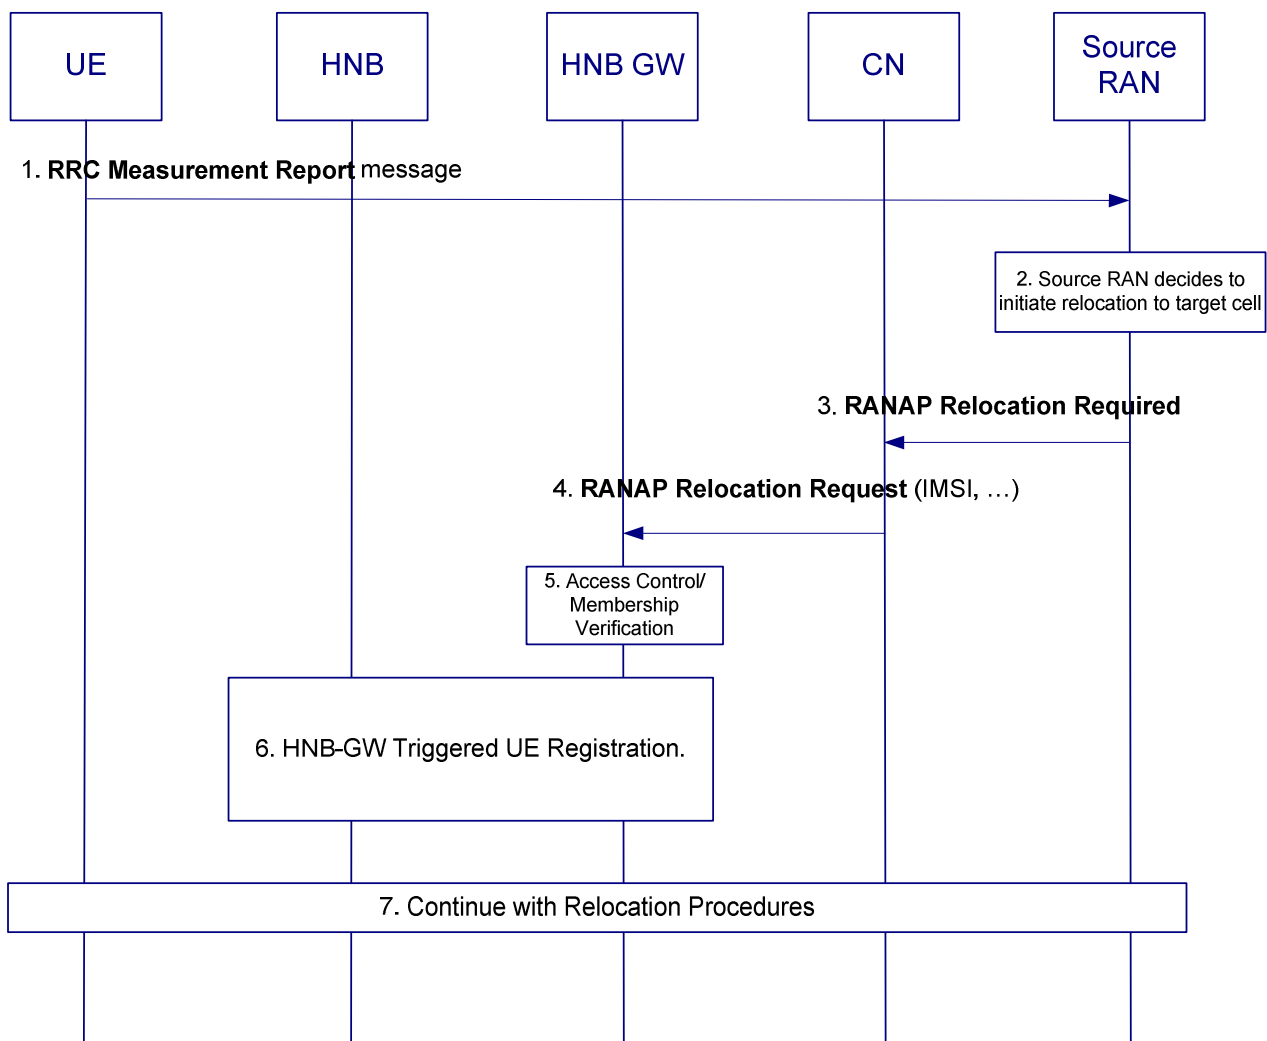 UE
HNB
HNB GW
CN
Source
RAN
1. RRC Measurement Report message
2. Source RAN decides to
initiate relocation to target cell
3. RANAP Relocation Required
4. RANAP Relocation Request (IMSI, …)
5. Access Control/
Membership
Verification
6. HNB-GW Triggered UE Registration.
7. Continue with Relocation Procedures